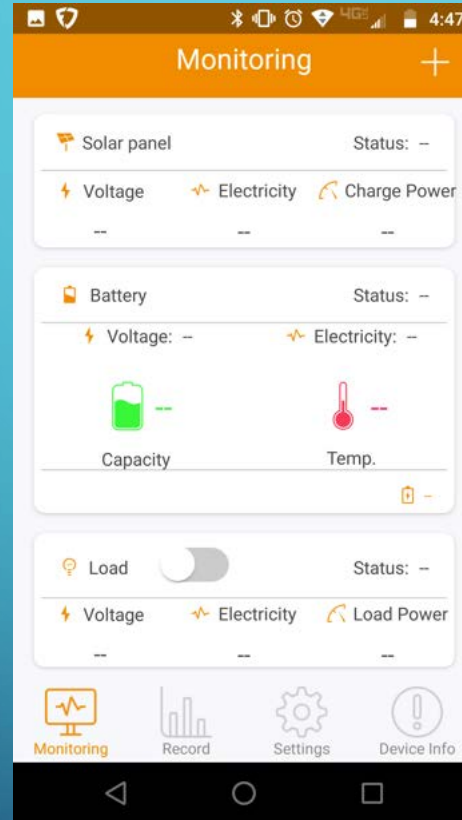 4G 4:47
Monitoring +
Solar panel Status: --
Voltage Electricity Charge Power
-- -- --
Battery Status: --
Voltage: -- Electricity: --
-- --
Capacity Temp.
--
Load Status: --
Voltage Electricity Load Power
-- -- --
Monitoring Record Settings Device Info